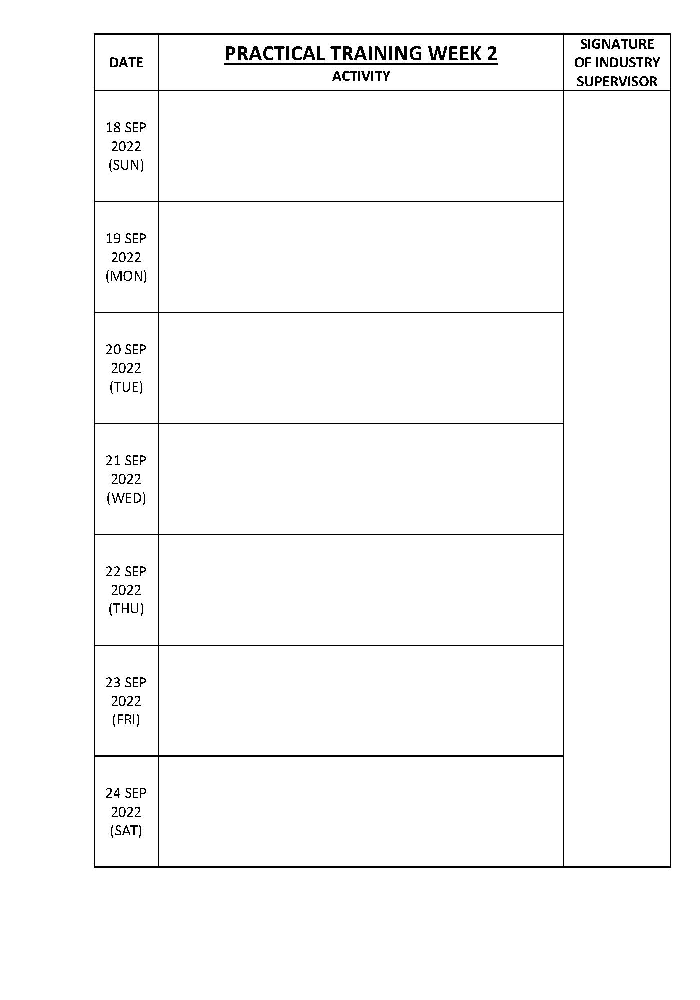 DATE
PRACTICAL TRAINING WEEK 2
ACTIVITY
SIGNATURE
OF INDUSTRY
SUPERVISOR
18 SEP
2022
(SUN)
19 SEP
2022
(MON)
20 SEP
2022
(TUE)
21 SEP
2022
(WED)
22 SEP
2022
(THU)
23 SEP
2022
(FRI)
24 SEP
2022
(SAT)